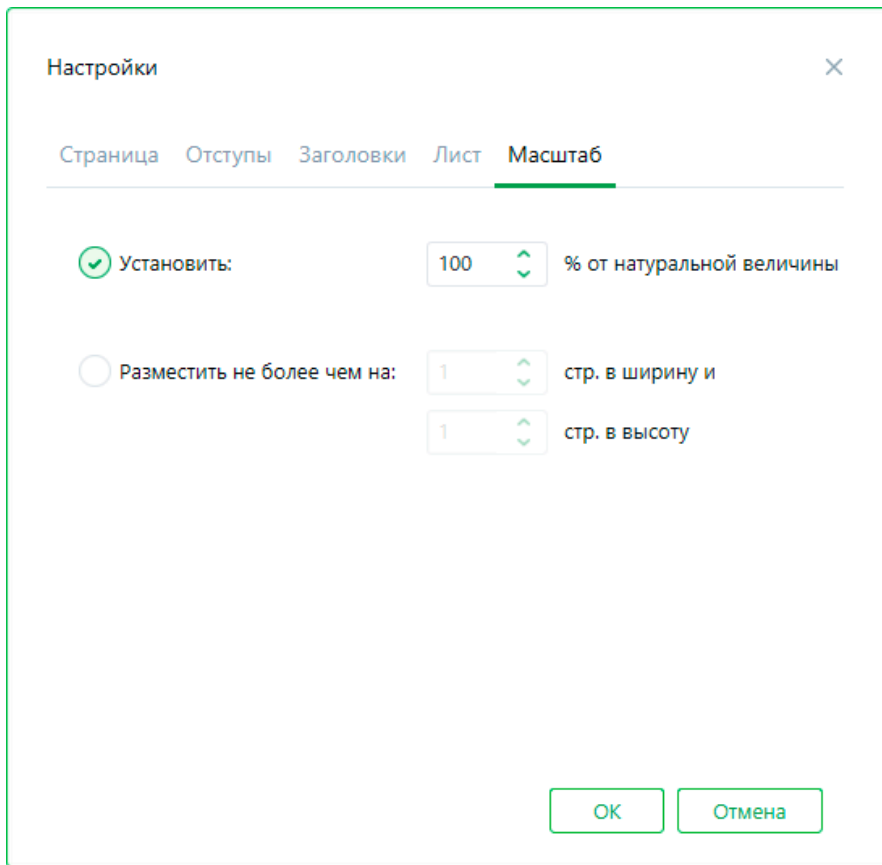 Настройки
Страница Отступы Заголовки Лист Масштаб
Установить: 100 % от натуральной величины
Разместить не более чем на: 1 стр. в ширину и
1 стр. в высоту
ОК Отмена